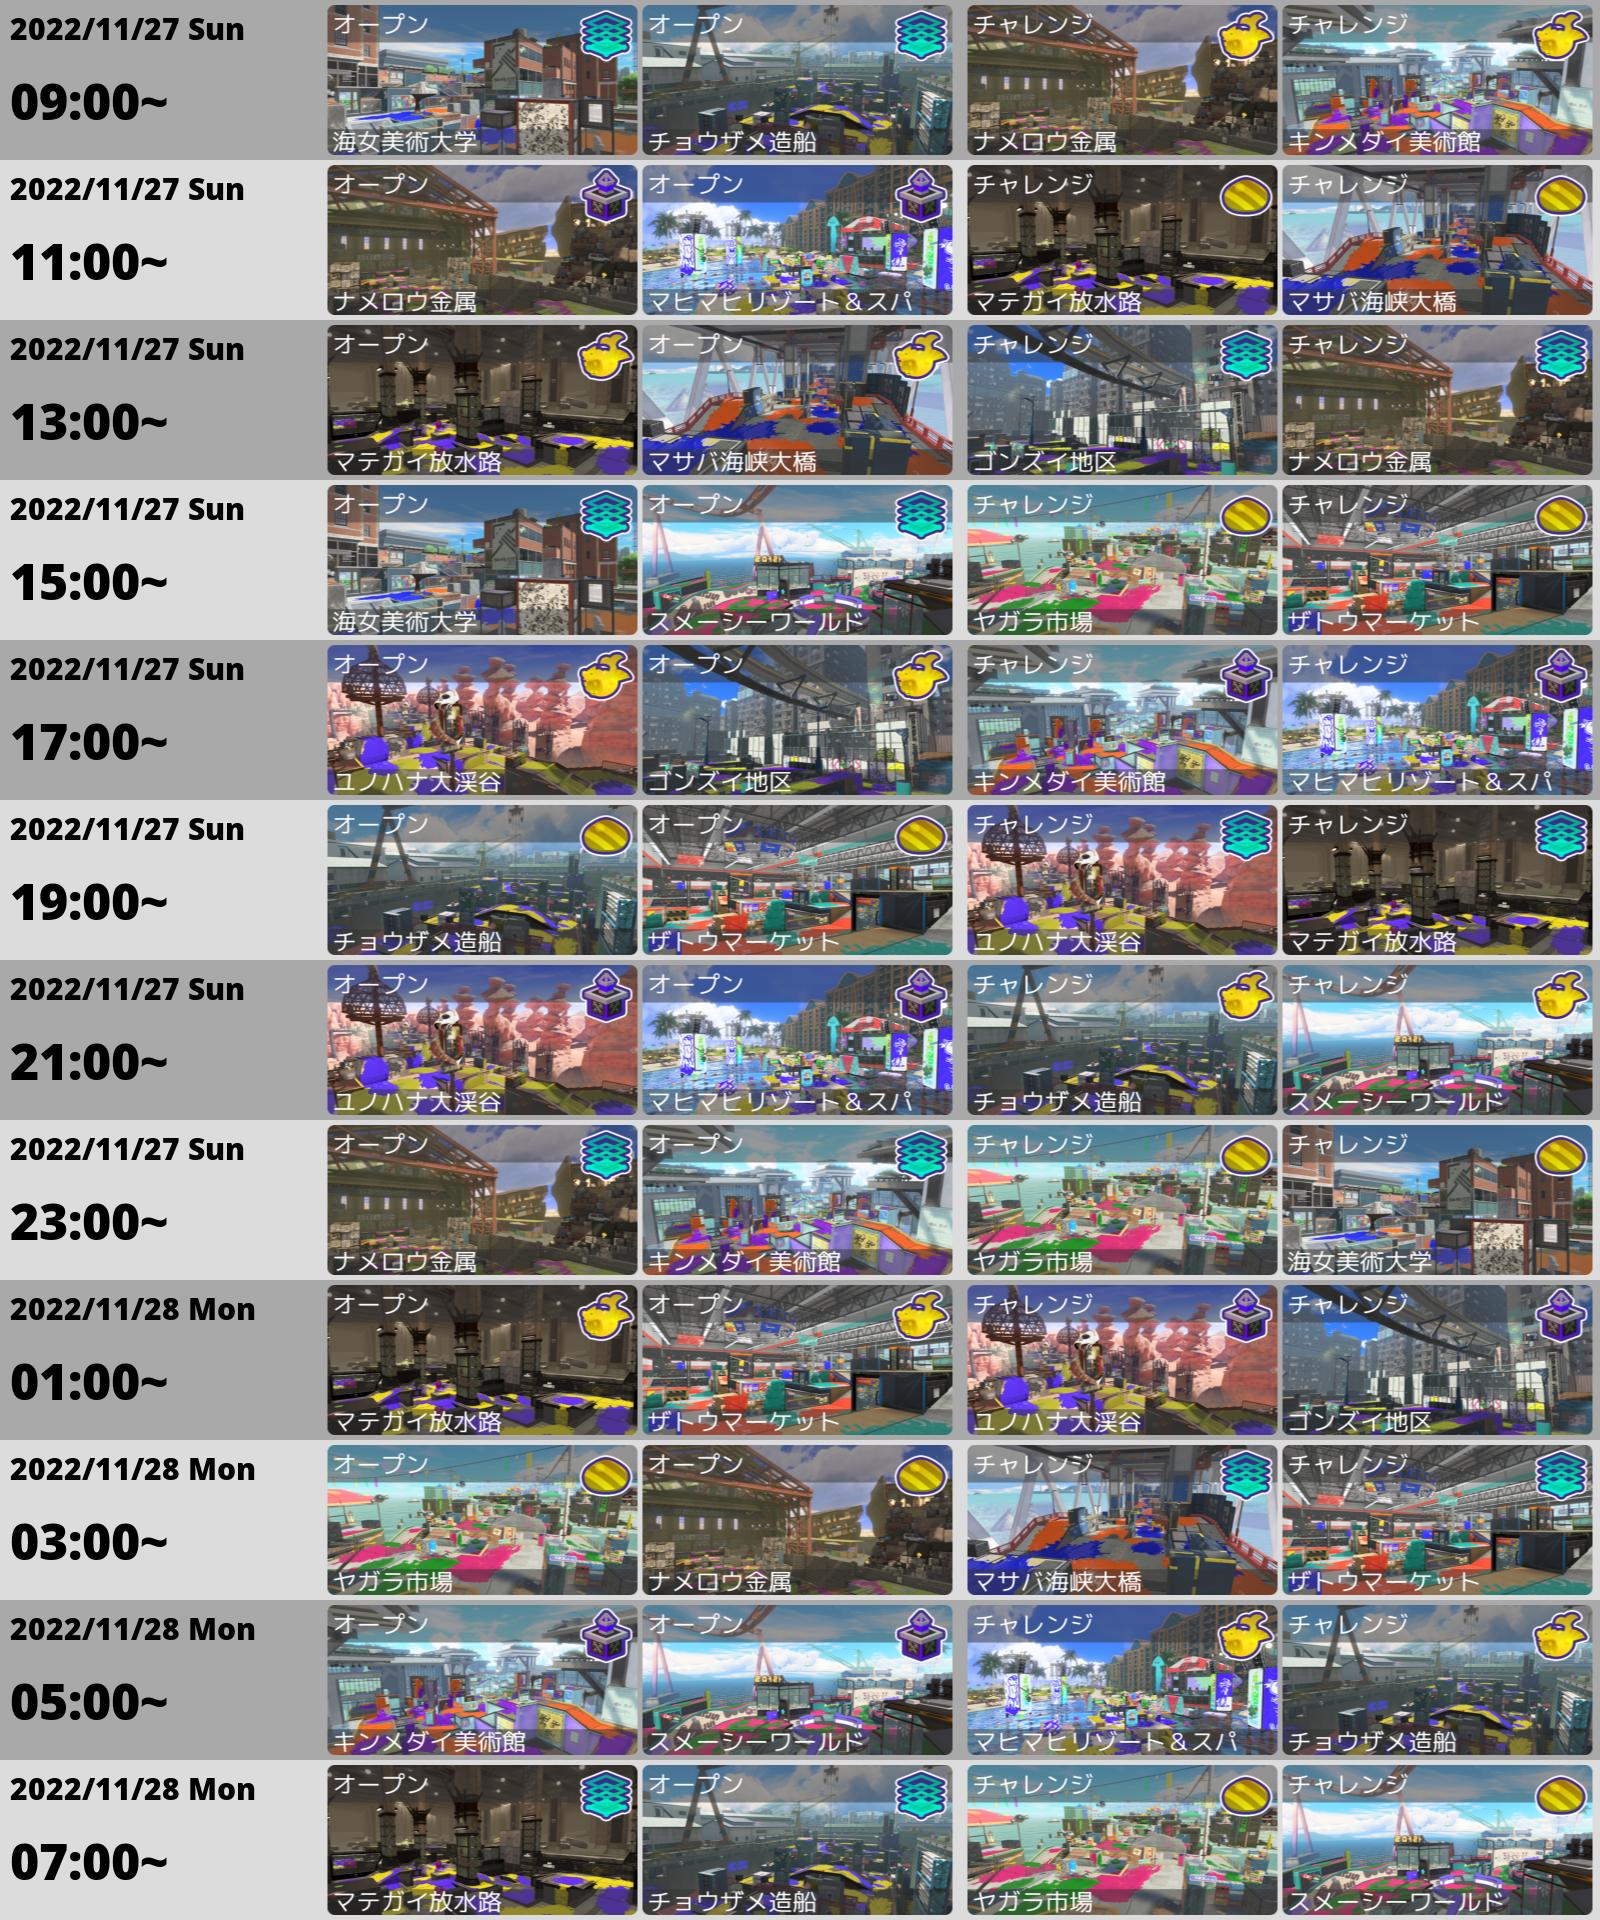 2022/11/27 Sun
09:00~
オープン
海女美術大学
オープン
チョウザメ造船
チャレンジ
ナメロウ金属
チャレンジ
キンメダイ美術館
2022/11/27 Sun
11:00~
オープン
ナメロウ金属
オープン
マヒマヒリゾート＆スパ
チャレンジ
マテガイ放水路
チャレンジ
マサバ海峡大橋
2022/11/27 Sun
13:00~
オープン
マテガイ放水路
オープン
マサバ海峡大橋
チャレンジ
ゴンズイ地区
チャレンジ
ナメロウ金属
2022/11/27 Sun
15:00~
オープン
海女美術大学
オープン
スメーシーワールド
チャレンジ
ヤガラ市場
チャレンジ
ザトウマーケット
2022/11/27 Sun
17:00~
オープン
ユノハナ大渓谷
オープン
ゴンズイ地区
チャレンジ
キンメダイ美術館
チャレンジ
マヒマヒリゾート＆スパ
2022/11/27 Sun
19:00~
オープン
チョウザメ造船
オープン
ザトウマーケット
チャレンジ
ユノハナ大渓谷
チャレンジ
マテガイ放水路
2022/11/27 Sun
21:00~
オープン
ユノハナ大渓谷
オープン
マヒマヒリゾート＆スパ
チャレンジ
チョウザメ造船
チャレンジ
スメーシーワールド
2022/11/27 Sun
23:00~
オープン
ナメロウ金属
オープン
キンメダイ美術館
チャレンジ
ヤガラ市場
チャレンジ
海女美術大学
2022/11/28 Mon
01:00~
オープン
マテガイ放水路
オープン
ザトウマーケット
チャレンジ
ユノハナ大渓谷
チャレンジ
ゴンズイ地区
2022/11/28 Mon
03:00~
オープン
ヤガラ市場
オープン
ナメロウ金属
チャレンジ
マサバ海峡大橋
チャレンジ
ザトウマーケット
2022/11/28 Mon
05:00~
オープン
キンメダイ美術館
オープン
スメーシーワールド
チャレンジ
マヒマヒリゾート＆スパ
チャレンジ
チョウザメ造船
2022/11/28 Mon
07:00~
オープン
マテガイ放水路
オープン
チョウザメ造船
チャレンジ
ヤガラ市場
チャレンジ
スメーシーワールド